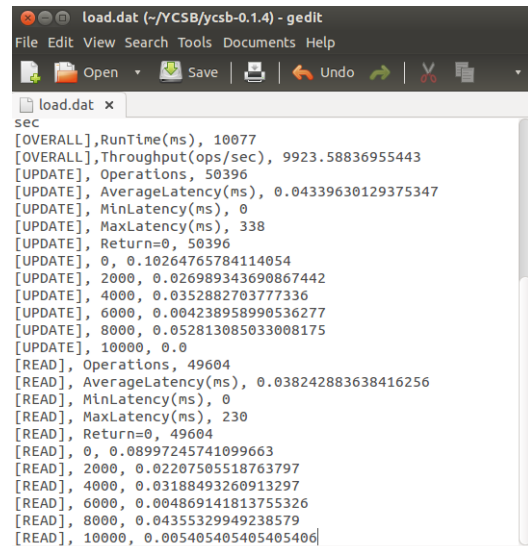 load.dat (~/YCSB/ycsb-0.1.4) - gedit
File Edit View Search Tools Documents Help
Open Save Undo
load.dat ×
sec
[OVERALL],RunTime(ms), 10077
[OVERALL],Throughput(ops/sec), 9923.58836955443
[UPDATE], Operations, 50396
[UPDATE], AverageLatency(ms), 0.04339630129375347
[UPDATE], MinLatency(ms), 0
[UPDATE], MaxLatency(ms), 338
[UPDATE], Return=0, 50396
[UPDATE], 0, 0.10264765784114054
[UPDATE], 2000, 0.026989343690867442
[UPDATE], 4000, 0.0352882703777336
[UPDATE], 6000, 0.004238958990536277
[UPDATE], 8000, 0.052813085033008175
[UPDATE], 10000, 0.0
[READ], Operations, 49604
[READ], AverageLatency(ms), 0.038242883638416256
[READ], MinLatency(ms), 0
[READ], MaxLatency(ms), 230
[READ], Return=0, 49604
[READ], 0, 0.08997245741099663
[READ], 2000, 0.02207505518763797
[READ], 4000, 0.03188493260913297
[READ], 6000, 0.004869141813755326
[READ], 8000, 0.04355329949238579
[READ], 10000, 0.005405405405405406